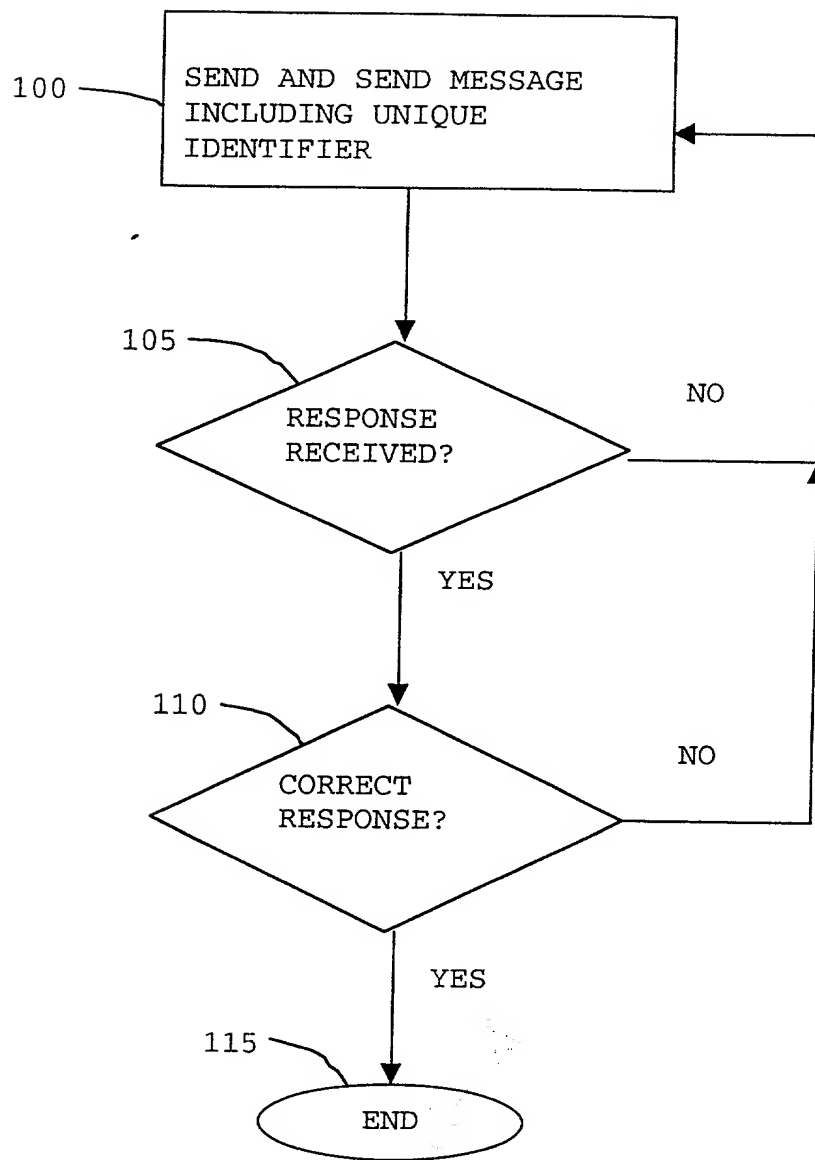 100
SEND AND SEND MESSAGE
INCLUDING UNIQUE
IDENTIFIER
105
RESPONSE
RECEIVED?
NO
YES
110
CORRECT
RESPONSE?
NO
YES
115
END